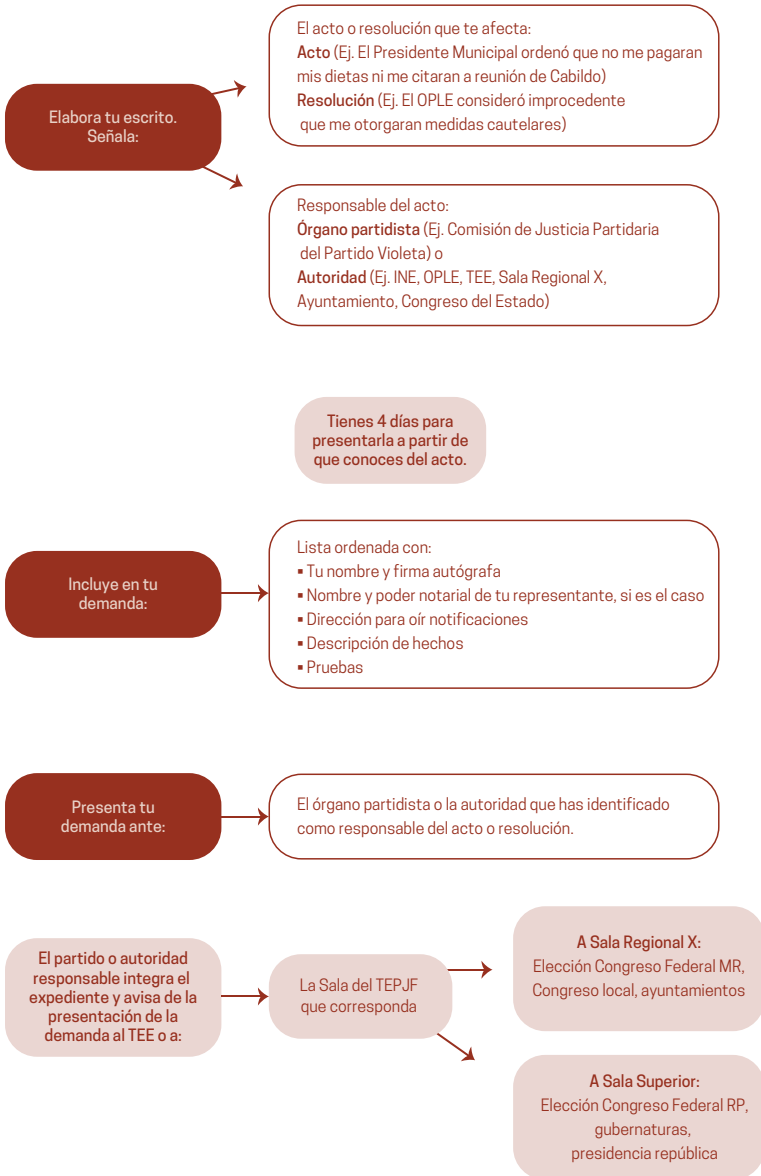 Elabora tu escrito.
Señala:
El acto o resolución que te afecta:
Acto (Ej. El Presidente Municipal ordenó que no me pagaran
mis dietas ni me citaran a reunión de Cabildo)
Resolución (Ej. El OPLE consideró improcedente
que me otorgaran medidas cautelares)
Responsable del acto:
Órgano partidista (Ej. Comisión de Justicia Partidaria
del Partido Violeta) o
Autoridad (Ej. INE, OPLE, TEE, Sala Regional X,
Ayuntamiento, Congreso del Estado)
Tienes 4 días para
presentarla a partir de
que conoces del acto.
Incluye en tu
demanda:
Lista ordenada con:
▪ Tu nombre y firma autógrafa
▪ Nombre y poder notarial de tu representante, si es el caso
▪ Dirección para oír notificaciones
▪ Descripción de hechos
▪ Pruebas
Presenta tu
demanda ante:
El órgano partidista o la autoridad que has identificado
como responsable del acto o resolución.
El partido o autoridad
responsable integra el
expediente y avisa de la
presentación de la
demanda al TEE o a:
La Sala del TEPJF
que corresponda
A Sala Regional X:
Elección Congreso Federal MR,
Congreso local, ayuntamientos
A Sala Superior:
Elección Congreso Federal RP,
gubernaturas,
presidencia república